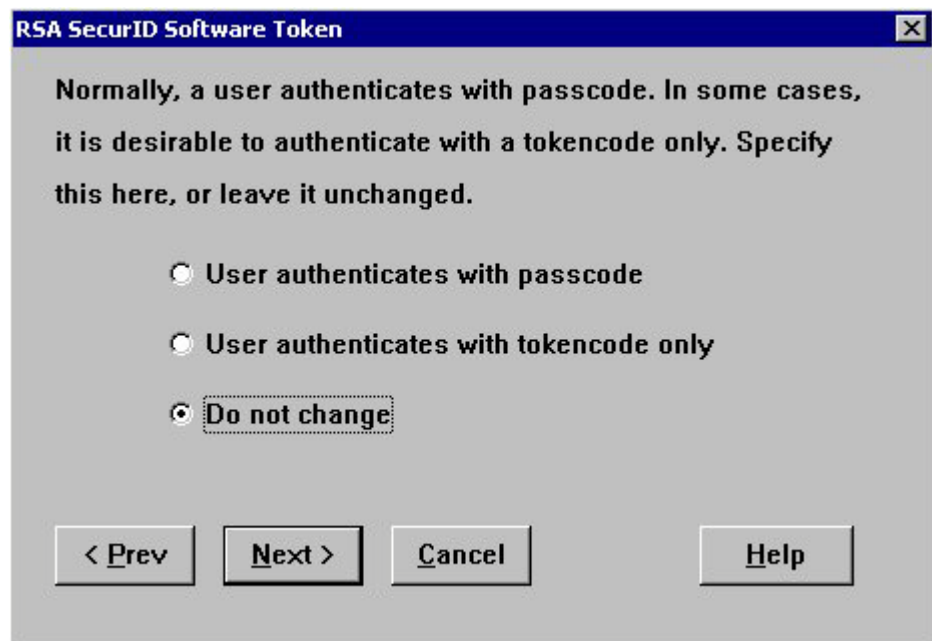 RSA SecurID Software Token
Normally, a user authenticates with passcode. In some cases,
it is desirable to authenticate with a tokencode only. Specify
this here, or leave it unchanged.
User authenticates with passcode
User authenticates with tokencode only
Do not change
< Prev Next > Cancel Help